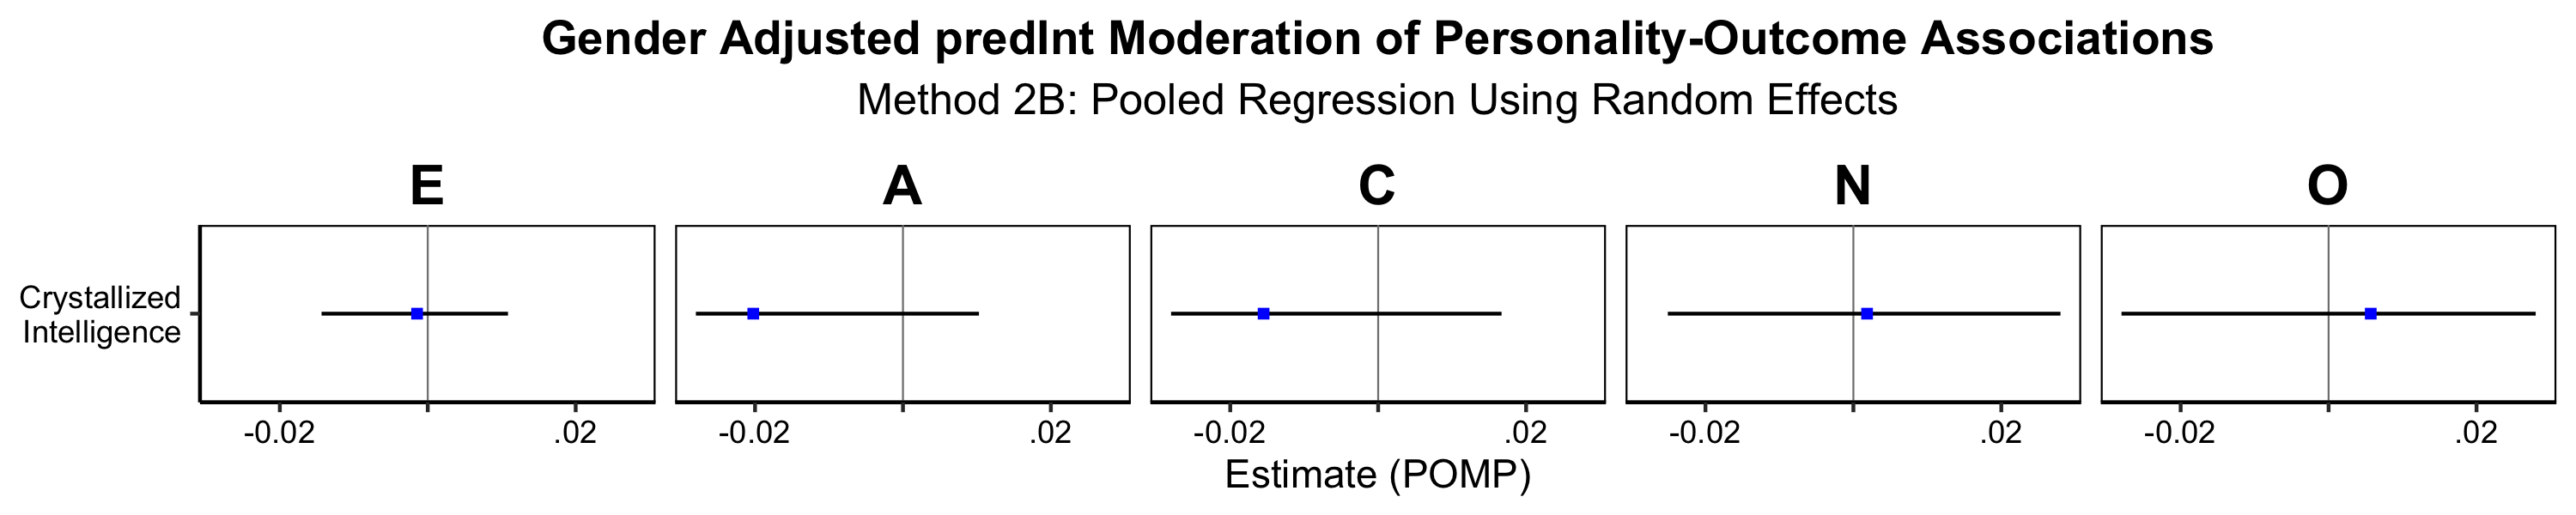 Gender Adjusted predInt Moderation of Personality-Outcome Associations
Method 2B: Pooled Regression Using Random Effects
E A C N O
Crystallized
Intelligence
-0.02 .02 -0.02 .02 -0.02 .02 -0.02 .02 -0.02 .02
Estimate (POMP)